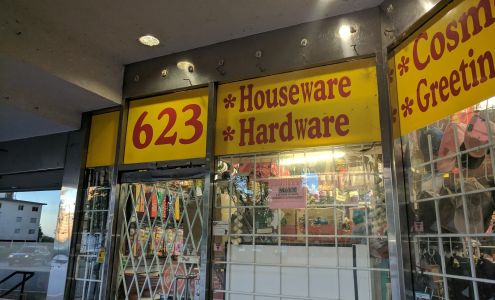 623
* Houseware
* Hardware
* Cosm
* Greetin